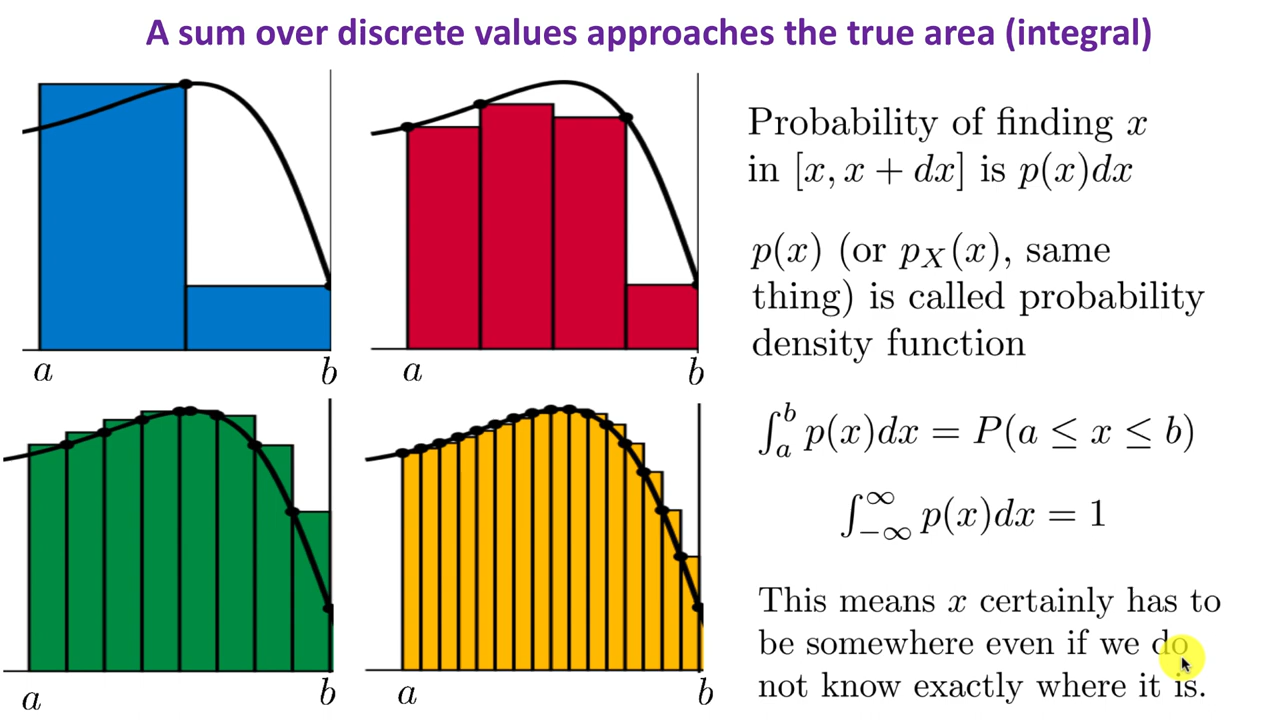 A sum over discrete values approaches the true area (integral)
a b
a b
a b
a b
Probability of finding x
in [x, x + dx] is p(x)dx
p(x) (or p_X(x), same
thing) is called probability
density function
∫_a^b p(x)dx = P(a ≤ x ≤ b)
∫_{-∞}^∞ p(x)dx = 1
This means x certainly has to
be somewhere even if we do
not know exactly where it is.